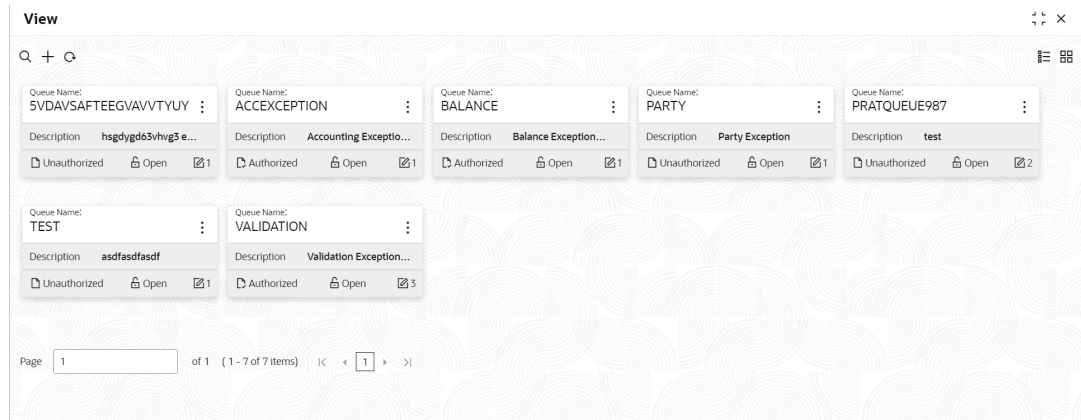 View
Queue Name:
5VDAVSAFTEEGVAVVTYUY
Description hsgdygd63vhvg3 e...
Unauthorized Open 1
Queue Name:
ACCEXCEPTION
Description Accounting Exceptio...
Authorized Open 1
Queue Name:
BALANCE
Description Balance Exception...
Authorized Open 1
Queue Name:
PARTY
Description Party Exception
Unauthorized Open 1
Queue Name:
PRATQUEUE987
Description test
Unauthorized Open 2
Queue Name:
TEST
Description asdfasdfasdf
Unauthorized Open 1
Queue Name:
VALIDATION
Description Validation Exception...
Authorized Open 3
Page 1 of 1 ( 1 - 7 of 7 items) 1